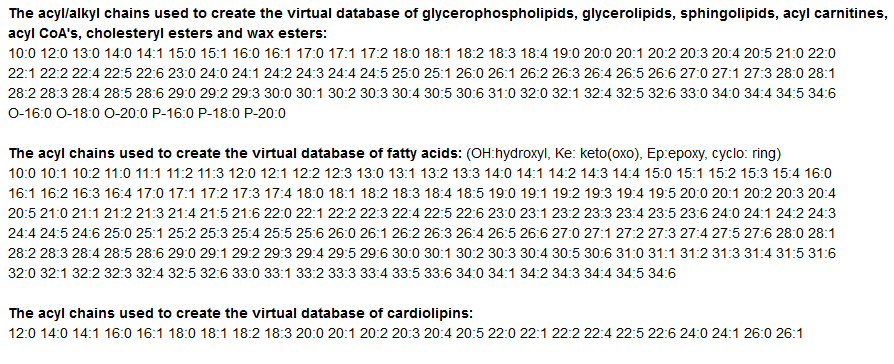 The acyl/alkyl chains used to create the virtual database of glycerophospholipids, glycerolipids, sphingolipids, acyl carnitines,
acyl CoA's, cholesteryl esters and wax esters:
10:0 12:0 13:0 14:0 14:1 15:0 15:1 16:0 16:1 17:0 17:1 17:2 18:0 18:1 18:2 18:3 18:4 19:0 20:0 20:1 20:2 20:3 20:4 20:5 21:0 22:0
22:1 22:2 22:4 22:5 22:6 23:0 24:0 24:1 24:2 24:3 24:4 24:5 25:0 25:1 26:0 26:1 26:2 26:3 26:4 26:5 26:6 27:0 27:1 27:3 28:0 28:1
28:2 28:3 28:4 28:5 28:6 29:0 29:2 29:3 30:0 30:1 30:2 30:3 30:4 30:5 30:6 31:0 32:0 32:1 32:4 32:5 32:6 33:0 34:0 34:4 34:5 34:6
O-16:0 O-18:0 O-20:0 P-16:0 P-18:0 P-20:0
The acyl chains used to create the virtual database of fatty acids: (OH:hydroxyl, Ke: keto(oxo), Ep:epoxy, cyclo: ring)
10:0 10:1 10:2 11:0 11:1 11:2 11:3 12:0 12:1 12:2 12:3 13:0 13:1 13:2 13:3 14:0 14:1 14:2 14:3 14:4 15:0 15:1 15:2 15:3 15:4 16:0
16:1 16:2 16:3 16:4 17:0 17:1 17:2 17:3 17:4 18:0 18:1 18:2 18:3 18:4 18:5 19:0 19:1 19:2 19:3 19:4 19:5 20:0 20:1 20:2 20:3 20:4
20:5 21:0 21:1 21:2 21:3 21:4 21:5 21:6 22:0 22:1 22:2 22:3 22:4 22:5 22:6 23:0 23:1 23:2 23:3 23:4 23:5 23:6 24:0 24:1 24:2 24:3
24:4 24:5 24:6 25:0 25:1 25:2 25:3 25:4 25:5 25:6 26:0 26:1 26:2 26:3 26:4 26:5 26:6 27:0 27:1 27:2 27:3 27:4 27:5 27:6 28:0 28:1
28:2 28:3 28:4 28:5 28:6 29:0 29:1 29:2 29:3 29:4 29:5 29:6 30:0 30:1 30:2 30:3 30:4 30:5 30:6 31:0 31:1 31:2 31:3 31:4 31:5 31:6
32:0 32:1 32:2 32:3 32:4 32:5 32:6 33:0 33:1 33:2 33:3 33:4 33:5 33:6 34:0 34:1 34:2 34:3 34:4 34:5 34:6
The acyl chains used to create the virtual database of cardiolipins:
12:0 14:0 14:1 16:0 16:1 18:0 18:1 18:2 18:3 20:0 20:1 20:2 20:3 20:4 20:5 22:0 22:1 22:2 22:4 22:5 22:6 24:0 24:1 26:0 26:1